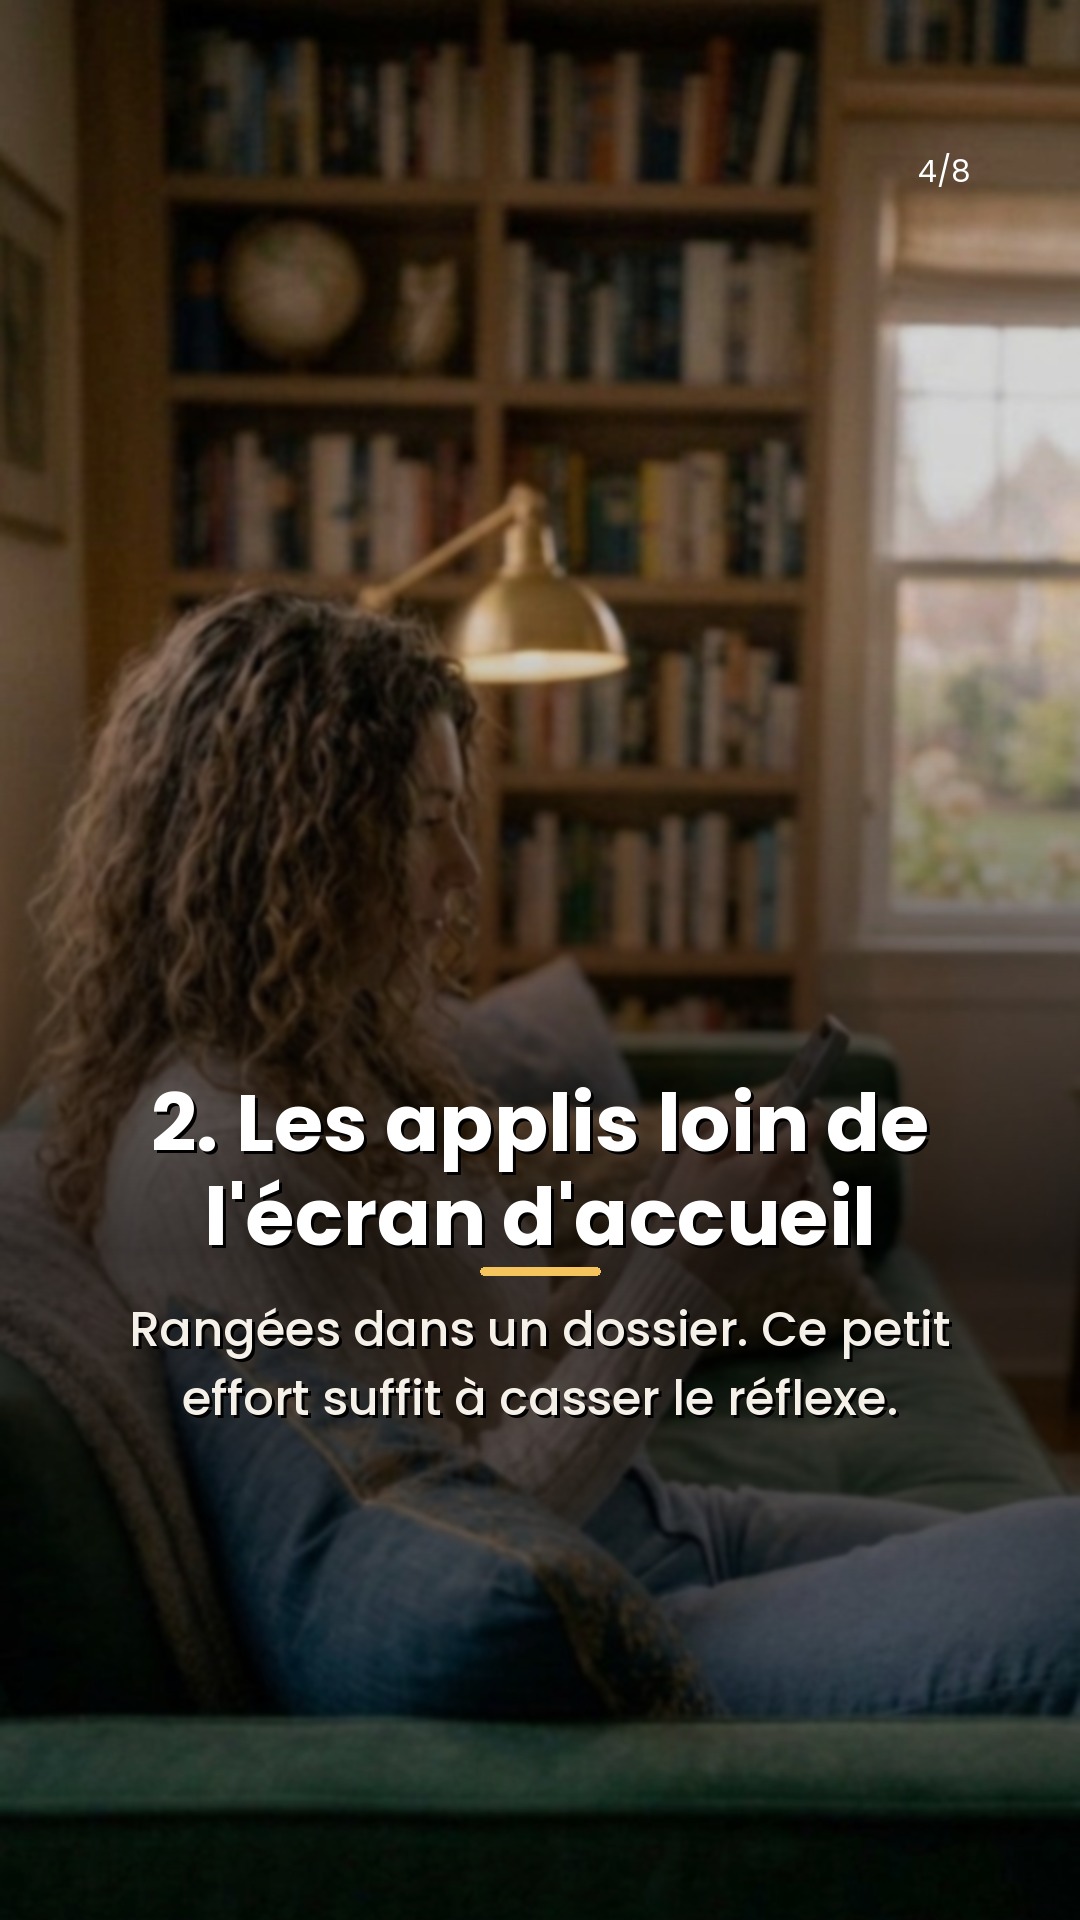 4/8
2. Les applis loin de
l'écran d'accueil
Rangées dans un dossier. Ce petit
effort suffit à casser le réflexe.